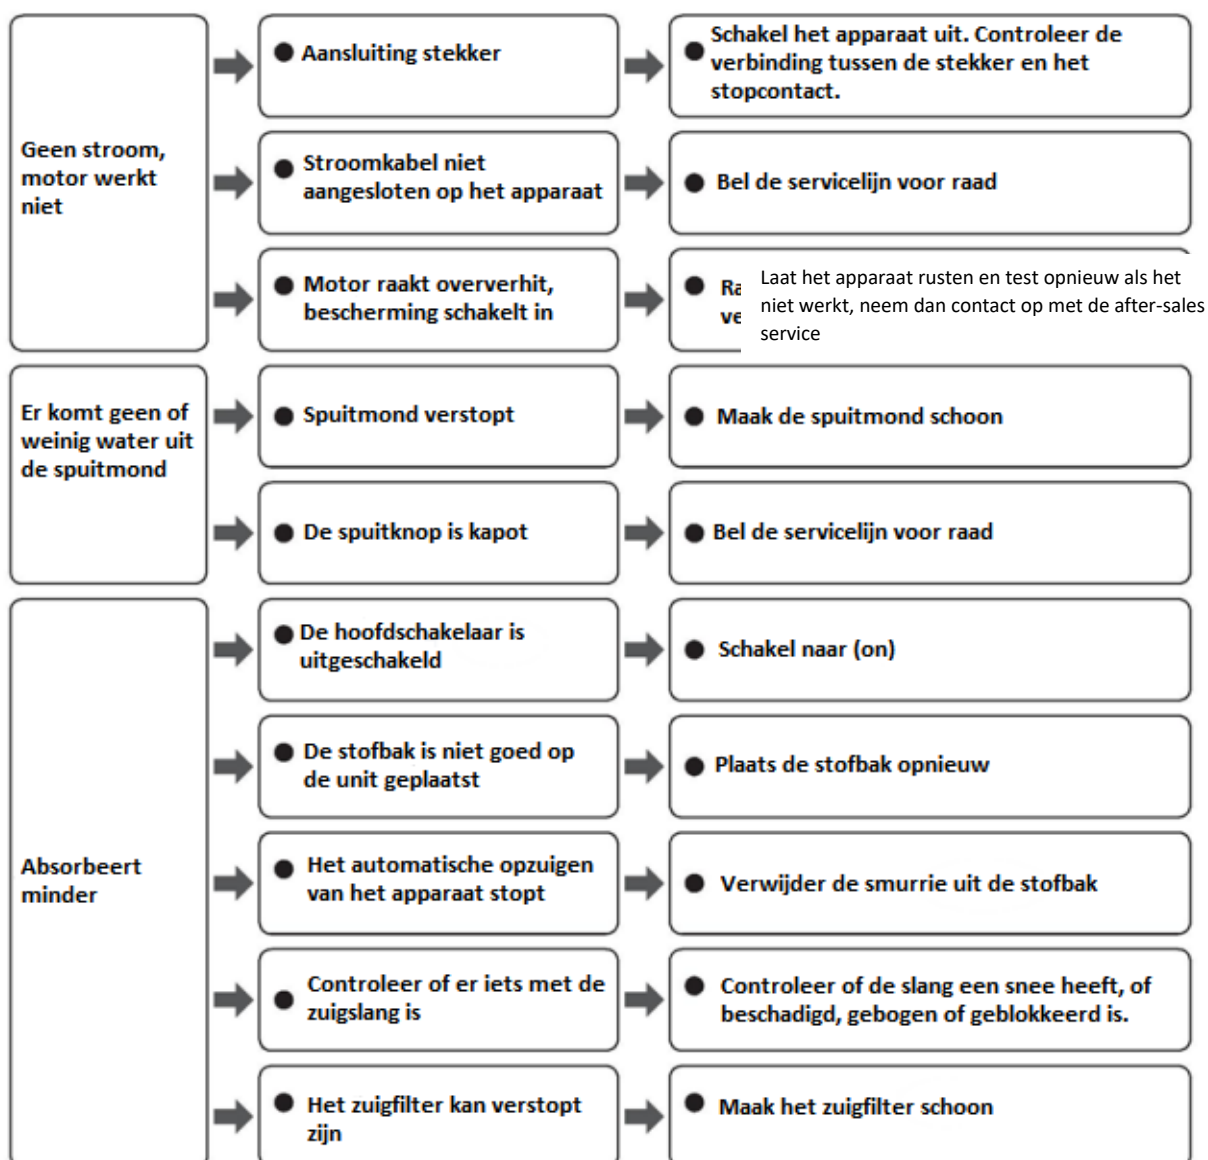 Geen stroom,
motor werkt
niet
Aansluiting stekker
Schakel het apparaat uit. Controleer de
verbinding tussen de stekker en het
stopcontact.
Stroomkabel niet
aangesloten op het apparaat
Bel de servicelijn voor raad
Motor raakt oververhit,
bescherming schakelt in
Laat het apparaat rusten en test opnieuw als het
niet werkt, neem dan contact op met de after-sales
service
Er komt geen of
weinig water uit
de spuitmond
Spuitmond verstopt
Maak de spuitmond schoon
De spuitknop is kapot
Bel de servicelijn voor raad
Absorbeert
minder
De hoofdschakelaar is
uitgeschakeld
Schakel naar (on)
De stofbak is niet goed op
de unit geplaatst
Plaats de stofbak opnieuw
Het automatische opzuigen
van het apparaat stopt
Verwijder de smurrie uit de stofbak
Controleer of er iets met de
zuigslang is
Controleer of de slang een snee heeft, of
beschadigd, gebogen of geblokkeerd is.
Het zuigfilter kan verstopt
zijn
Maak het zuigfilter schoon